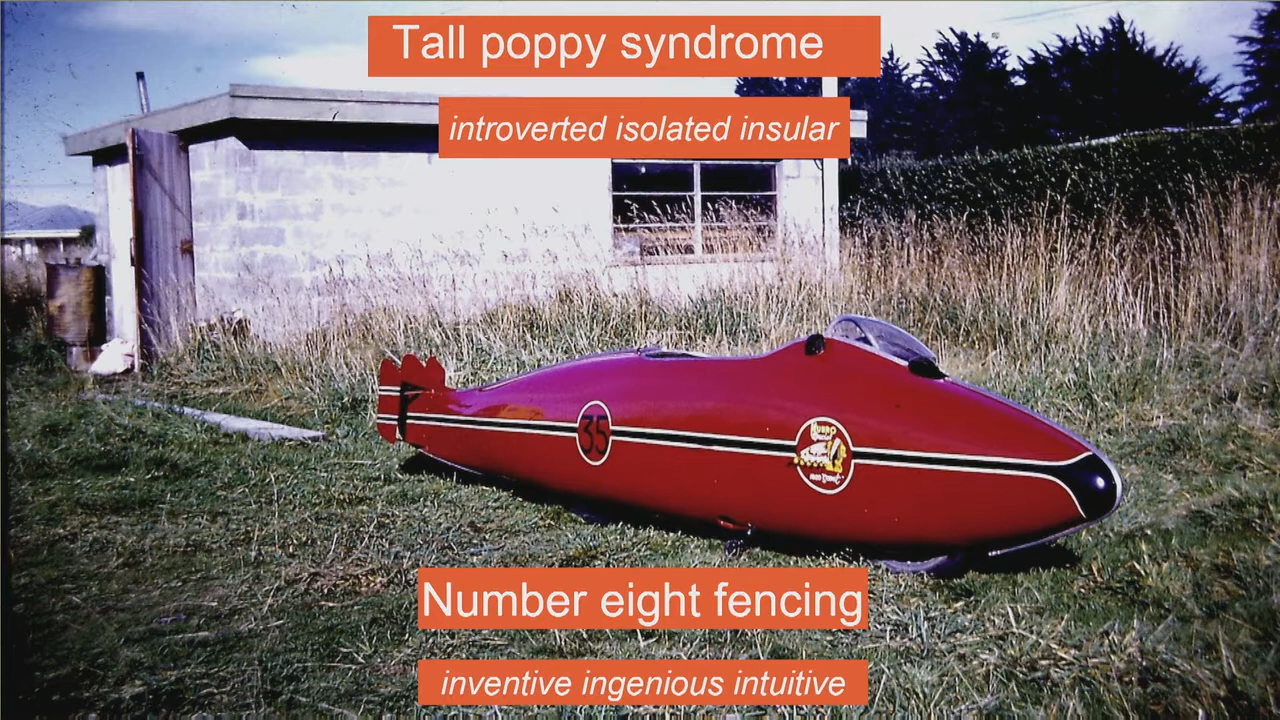 Tall poppy syndrome
introverted isolated insular
35
Number eight fencing
inventive ingenious intuitive